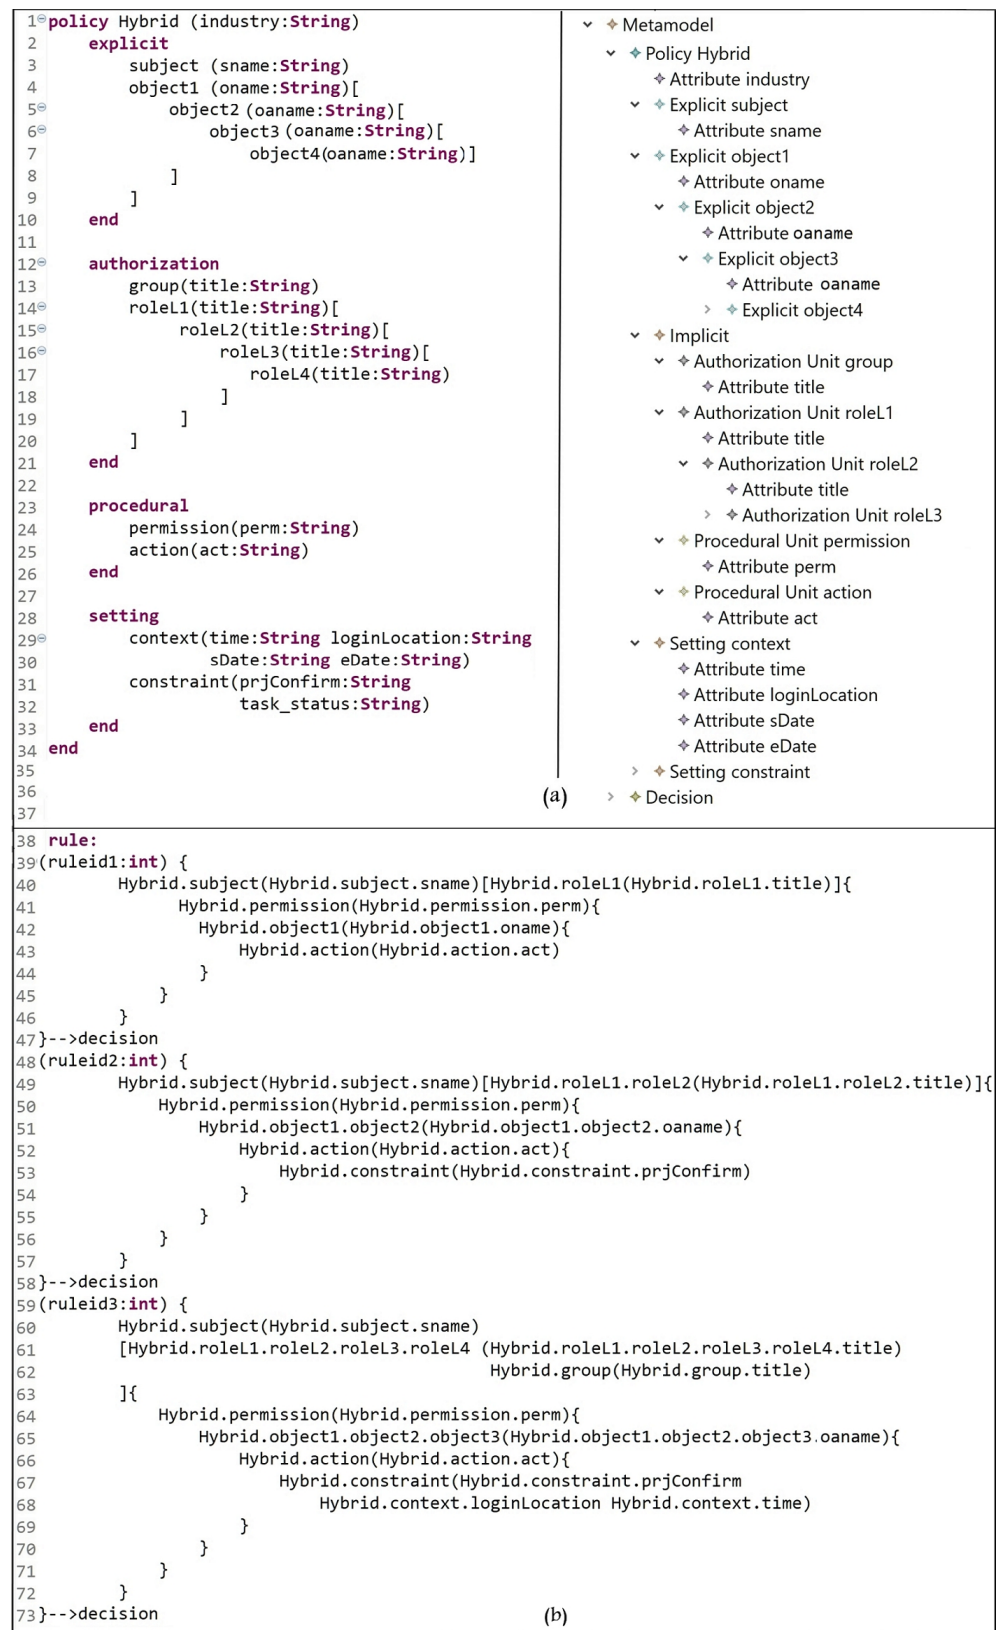 1 policy Hybrid (industry:String)
2 explicit
3 subject (sname:String)
4 object1 (oname:String)[
5 object2 (oaname:String)[
6 object3 (oaname:String)[
7 object4(oaname:String)]
8 ]
9 ]
10 end
11
12 authorization
13 group(title:String)
14 roleL1(title:String)[
15 roleL2(title:String)[
16 roleL3(title:String)[
17 roleL4(title:String)
18 ]
19 ]
20 ]
21 end
22
23 procedural
24 permission(perm:String)
25 action(act:String)
26 end
27
28 setting
29 context(time:String loginLocation:String
30 sDate:String eDate:String)
31 constraint(prjConfirm:String
32 task_status:String)
33 end
34 end
35
36
37
Metamodel
Policy Hybrid
Attribute industry
Explicit subject
Attribute sname
Explicit object1
Attribute oname
Explicit object2
Attribute oaname
Explicit object3
Attribute oaname
Explicit object4
Implicit
Authorization Unit group
Attribute title
Authorization Unit roleL1
Attribute title
Authorization Unit roleL2
Attribute title
Authorization Unit roleL3
Procedural Unit permission
Attribute perm
Procedural Unit action
Attribute act
Setting context
Attribute time
Attribute loginLocation
Attribute sDate
Attribute eDate
Setting constraint
Decision
(a)
38 rule:
39 (ruleid1:int) {
40 Hybrid.subject(Hybrid.subject.sname)[Hybrid.roleL1(Hybrid.roleL1.title)]{
41 Hybrid.permission(Hybrid.permission.perm){
42 Hybrid.object1(Hybrid.object1.oname){
43 Hybrid.action(Hybrid.action.act)
44 }
45 }
46 }
47 }-->decision
48 (ruleid2:int) {
49 Hybrid.subject(Hybrid.subject.sname)[Hybrid.roleL1.roleL2(Hybrid.roleL1.roleL2.title)]{
50 Hybrid.permission(Hybrid.permission.perm){
51 Hybrid.object1.object2(Hybrid.object1.object2.oaname){
52 Hybrid.action(Hybrid.action.act){
53 Hybrid.constraint(Hybrid.constraint.prjConfirm)
54 }
55 }
56 }
57 }
58 }-->decision
59 (ruleid3:int) {
60 Hybrid.subject(Hybrid.subject.sname)
61 [Hybrid.roleL1.roleL2.roleL3.roleL4 (Hybrid.roleL1.roleL2.roleL3.roleL4.title)
62 Hybrid.group(Hybrid.group.title)
63 ]{
64 Hybrid.permission(Hybrid.permission.perm){
65 Hybrid.object1.object2.object3(Hybrid.object1.object2.object3.oaname){
66 Hybrid.action(Hybrid.action.act){
67 Hybrid.constraint(Hybrid.constraint.prjConfirm
68 Hybrid.context.loginLocation Hybrid.context.time)
69 }
70 }
71 }
72 }
73 }-->decision
(b)